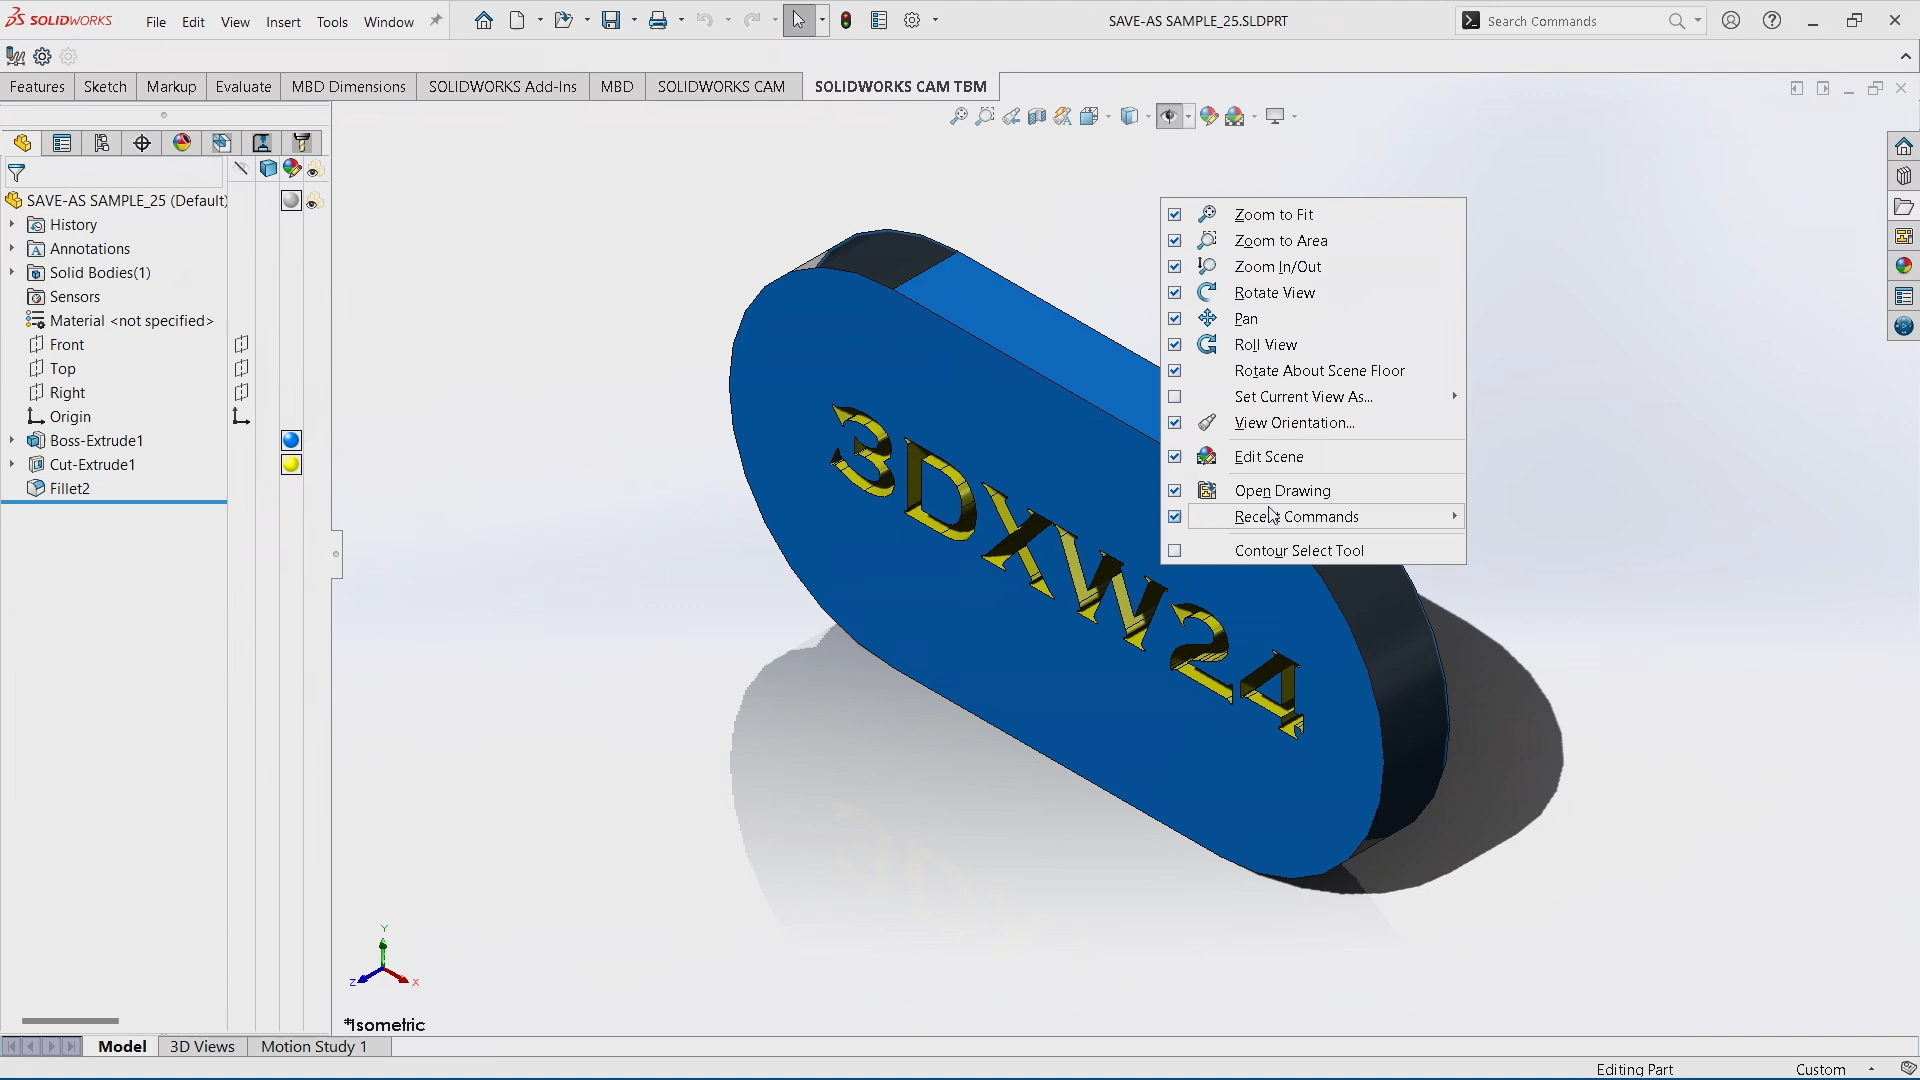 SOLIDWORKS
File Edit View Insert Tools Window
SAVE-AS SAMPLE_25.SLDPRT
Search Commands
Features Sketch Markup Evaluate MBD Dimensions SOLIDWORKS Add-Ins MBD SOLIDWORKS CAM SOLIDWORKS CAM TBM
SAVE-AS SAMPLE_25 (Default)
History
Annotations
Solid Bodies(1)
Sensors
Material <not specified>
Front
Top
Right
Origin
Boss-Extrude1
Cut-Extrude1
Fillet2
Zoom to Fit
Zoom to Area
Zoom In/Out
Rotate View
Pan
Roll View
Rotate About Scene Floor
Set Current View As...
View Orientation...
Edit Scene
Open Drawing
Recent Commands
Contour Select Tool
3DXW24
Y
Z
X
*Isometric
Model 3D Views Motion Study 1
Editing Part Custom